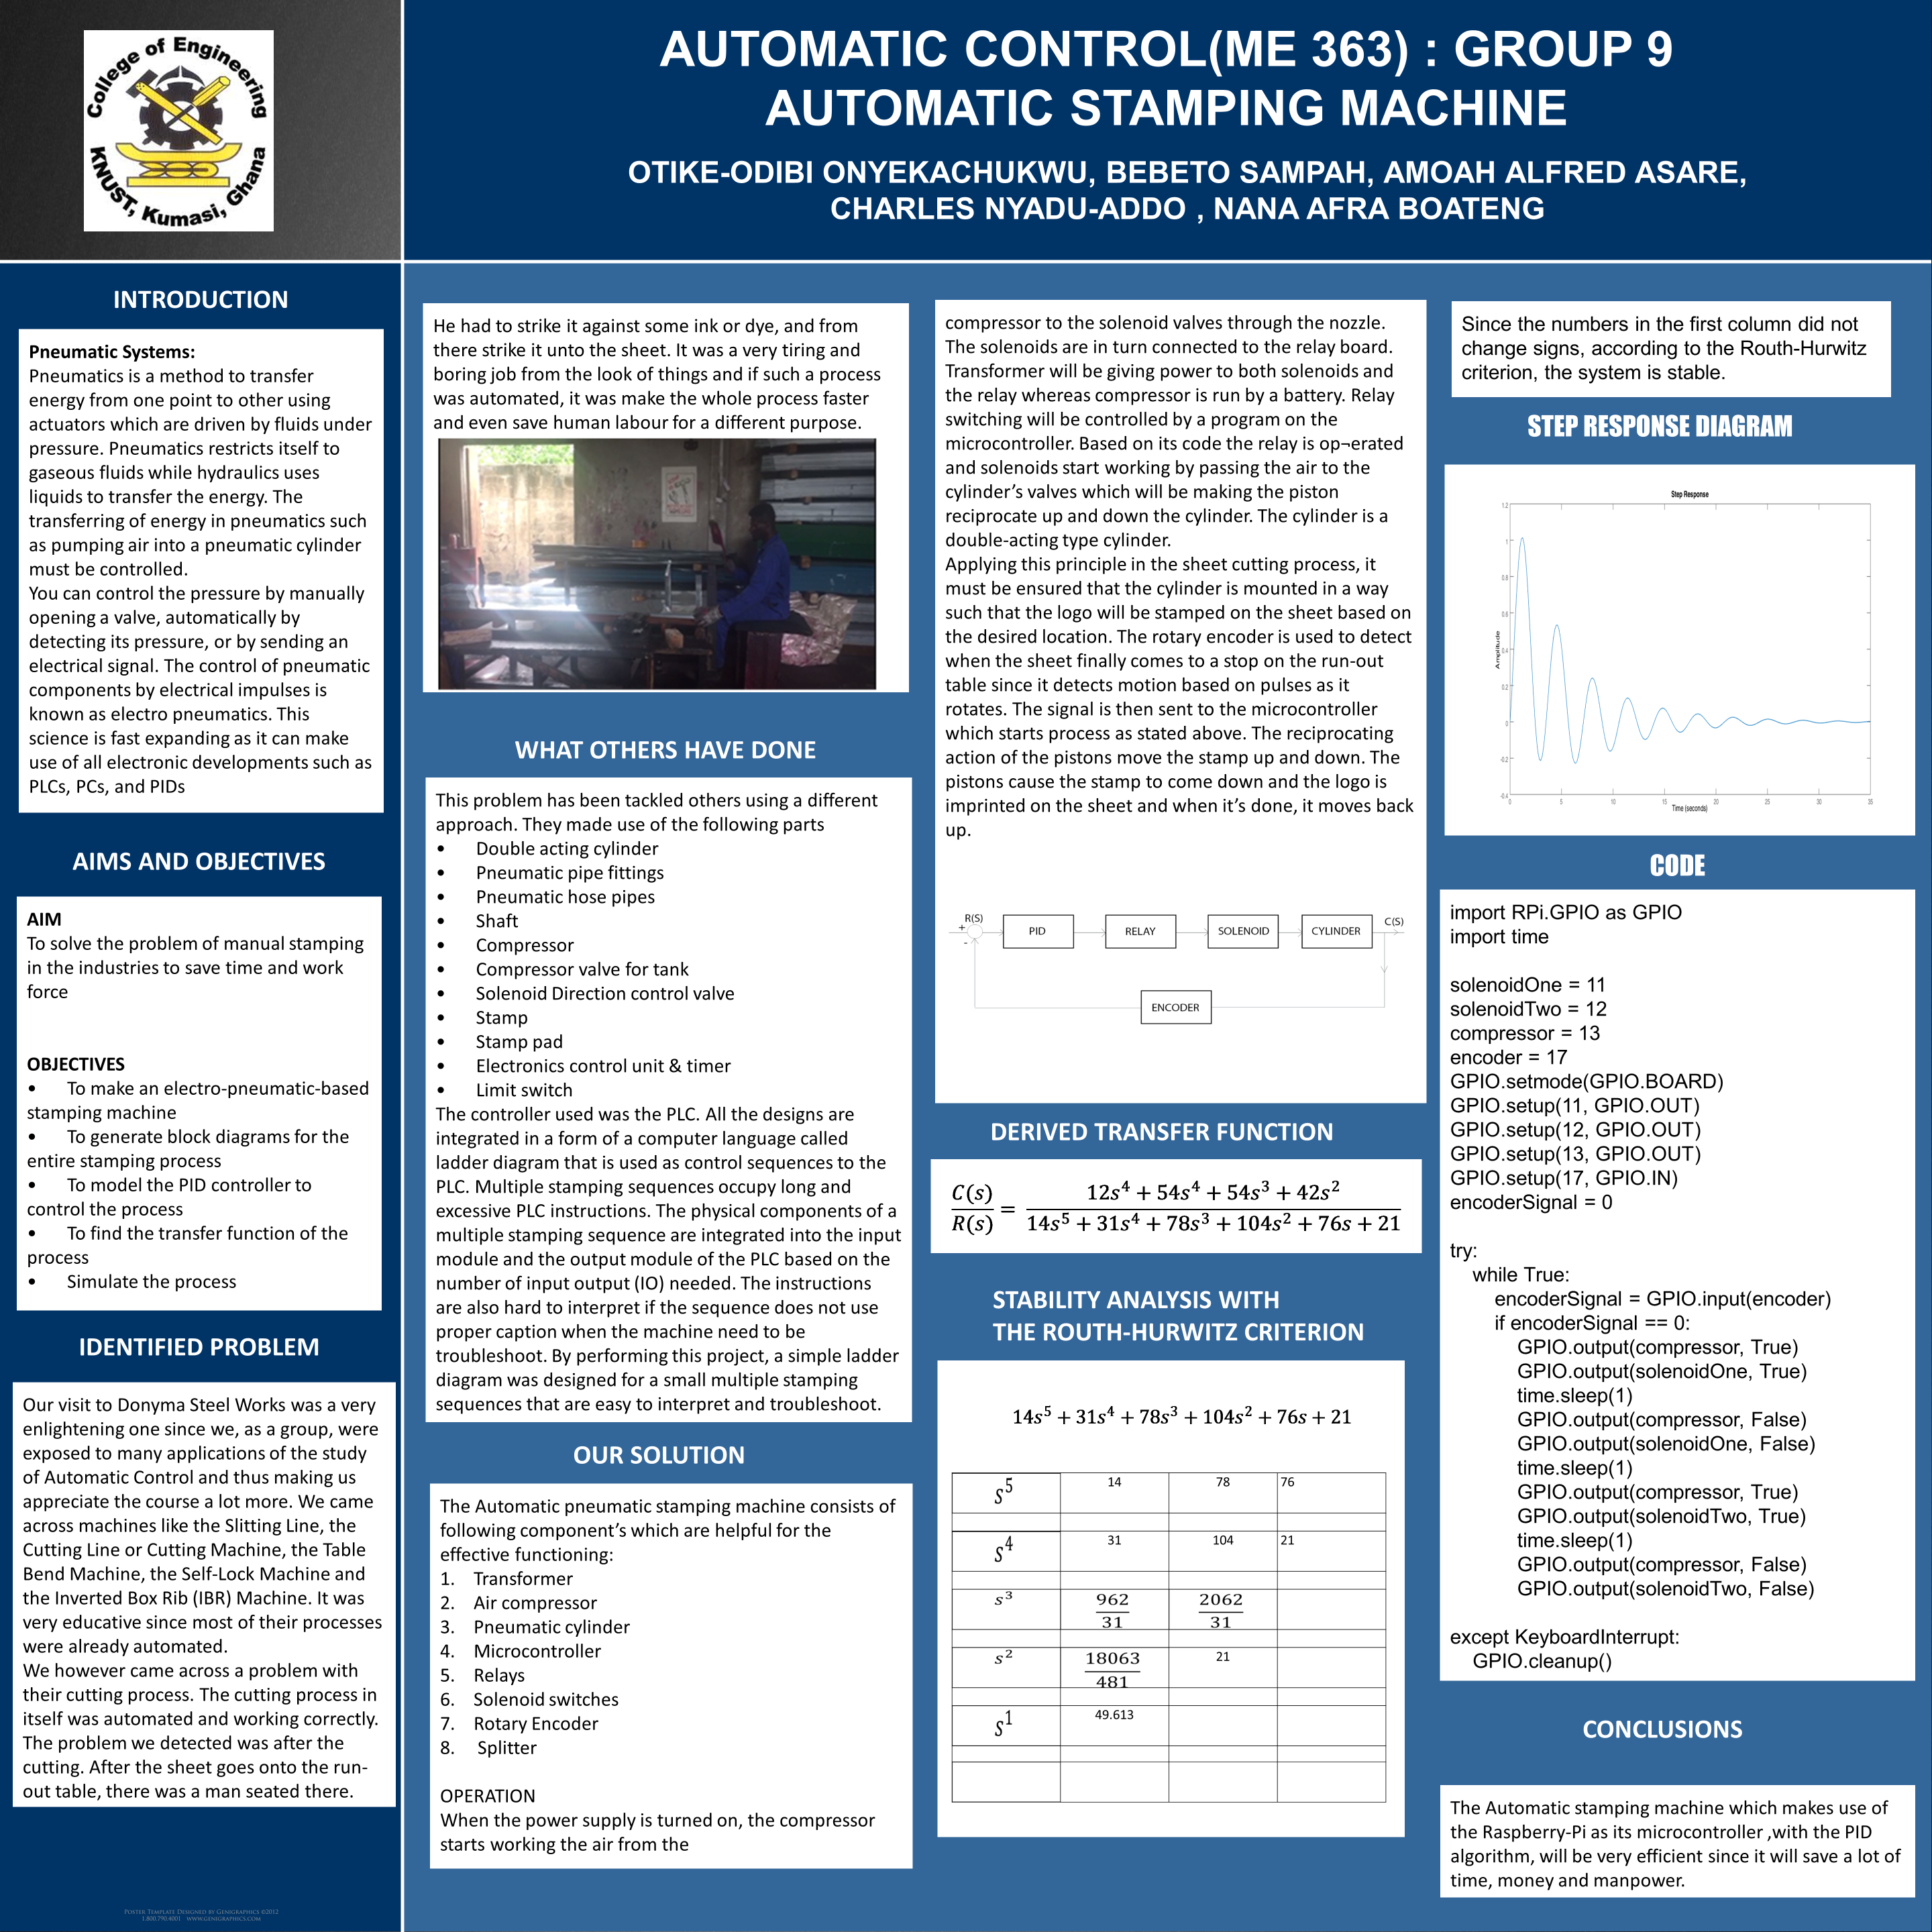 College of Engineering
KNUST, Kumasi, Ghana
AUTOMATIC CONTROL(ME 363) : GROUP 9
AUTOMATIC STAMPING MACHINE
OTIKE-ODIBI ONYEKACHUKWU, BEBETO SAMPAH, AMOAH ALFRED ASARE,
CHARLES NYADU-ADDO , NANA AFRA BOATENG
INTRODUCTION
Pneumatic Systems:
Pneumatics is a method to transfer
energy from one point to other using
actuators which are driven by fluids under
pressure. Pneumatics restricts itself to
gaseous fluids while hydraulics uses
liquids to transfer the energy. The
transferring of energy in pneumatics such
as pumping air into a pneumatic cylinder
must be controlled.
You can control the pressure by manually
opening a valve, automatically by
detecting its pressure, or by sending an
electrical signal. The control of pneumatic
components by electrical impulses is
known as electro pneumatics. This
science is fast expanding as it can make
use of all electronic developments such as
PLCs, PCs, and PIDs
AIMS AND OBJECTIVES
AIM
To solve the problem of manual stamping
in the industries to save time and work
force
OBJECTIVES
• To make an electro-pneumatic-based
stamping machine
• To generate block diagrams for the
entire stamping process
• To model the PID controller to
control the process
• To find the transfer function of the
process
• Simulate the process
IDENTIFIED PROBLEM
Our visit to Donyma Steel Works was a very
enlightening one since we, as a group, were
exposed to many applications of the study
of Automatic Control and thus making us
appreciate the course a lot more. We came
across machines like the Slitting Line, the
Cutting Line or Cutting Machine, the Table
Bend Machine, the Self-Lock Machine and
the Inverted Box Rib (IBR) Machine. It was
very educative since most of their processes
were already automated.
We however came across a problem with
their cutting process. The cutting process in
itself was automated and working correctly.
The problem we detected was after the
cutting. After the sheet goes onto the run-
out table, there was a man seated there.
POSTER TEMPLATE DESIGNED BY GENIGRAPHICS ©2012
1.800.790.4001 WWW.GENIGRAPHICS.COM
He had to strike it against some ink or dye, and from
there strike it unto the sheet. It was a very tiring and
boring job from the look of things and if such a process
was automated, it was make the whole process faster
and even save human labour for a different purpose.
WHAT OTHERS HAVE DONE
This problem has been tackled others using a different
approach. They made use of the following parts
• Double acting cylinder
• Pneumatic pipe fittings
• Pneumatic hose pipes
• Shaft
• Compressor
• Compressor valve for tank
• Solenoid Direction control valve
• Stamp
• Stamp pad
• Electronics control unit & timer
• Limit switch
The controller used was the PLC. All the designs are
integrated in a form of a computer language called
ladder diagram that is used as control sequences to the
PLC. Multiple stamping sequences occupy long and
excessive PLC instructions. The physical components of a
multiple stamping sequence are integrated into the input
module and the output module of the PLC based on the
number of input output (IO) needed. The instructions
are also hard to interpret if the sequence does not use
proper caption when the machine need to be
troubleshoot. By performing this project, a simple ladder
diagram was designed for a small multiple stamping
sequences that are easy to interpret and troubleshoot.
OUR SOLUTION
The Automatic pneumatic stamping machine consists of
following component’s which are helpful for the
effective functioning:
1. Transformer
2. Air compressor
3. Pneumatic cylinder
4. Microcontroller
5. Relays
6. Solenoid switches
7. Rotary Encoder
8. Splitter
OPERATION
When the power supply is turned on, the compressor
starts working the air from the
compressor to the solenoid valves through the nozzle.
The solenoids are in turn connected to the relay board.
Transformer will be giving power to both solenoids and
the relay whereas compressor is run by a battery. Relay
switching will be controlled by a program on the
microcontroller. Based on its code the relay is op¬erated
and solenoids start working by passing the air to the
cylinder’s valves which will be making the piston
reciprocate up and down the cylinder. The cylinder is a
double-acting type cylinder.
Applying this principle in the sheet cutting process, it
must be ensured that the cylinder is mounted in a way
such that the logo will be stamped on the sheet based on
the desired location. The rotary encoder is used to detect
when the sheet finally comes to a stop on the run-out
table since it detects motion based on pulses as it
rotates. The signal is then sent to the microcontroller
which starts process as stated above. The reciprocating
action of the pistons move the stamp up and down. The
pistons cause the stamp to come down and the logo is
imprinted on the sheet and when it’s done, it moves back
up.
R(S) C(S)
+ PID RELAY SOLENOID CYLINDER
-
ENCODER
DERIVED TRANSFER FUNCTION
C(s)/R(s) = (12s⁴ + 54s⁴ + 54s³ + 42s²)/(14s⁵ + 31s⁴ + 78s³ + 104s² + 76s + 21)
STABILITY ANALYSIS WITH
THE ROUTH-HURWITZ CRITERION
14s⁵ + 31s⁴ + 78s³ + 104s² + 76s + 21
s⁵ 14 78 76
s⁴ 31 104 21
s³ 962/31 2062/31
s² 18063/481 21
s¹ 49.613
Since the numbers in the first column did not
change signs, according to the Routh-Hurwitz
criterion, the system is stable.
STEP RESPONSE DIAGRAM
Step Response
Amplitude
1.2
1
0.8
0.6
0.4
0.2
0
-0.2
-0.4
0 5 10 15 20 25 30 35
Time (seconds)
CODE
import RPi.GPIO as GPIO
import time
solenoidOne = 11
solenoidTwo = 12
compressor = 13
encoder = 17
GPIO.setmode(GPIO.BOARD)
GPIO.setup(11, GPIO.OUT)
GPIO.setup(12, GPIO.OUT)
GPIO.setup(13, GPIO.OUT)
GPIO.setup(17, GPIO.IN)
encoderSignal = 0
try:
while True:
encoderSignal = GPIO.input(encoder)
if encoderSignal == 0:
GPIO.output(compressor, True)
GPIO.output(solenoidOne, True)
time.sleep(1)
GPIO.output(compressor, False)
GPIO.output(solenoidOne, False)
time.sleep(1)
GPIO.output(compressor, True)
GPIO.output(solenoidTwo, True)
time.sleep(1)
GPIO.output(compressor, False)
GPIO.output(solenoidTwo, False)
except KeyboardInterrupt:
GPIO.cleanup()
CONCLUSIONS
The Automatic stamping machine which makes use of
the Raspberry-Pi as its microcontroller ,with the PID
algorithm, will be very efficient since it will save a lot of
time, money and manpower.